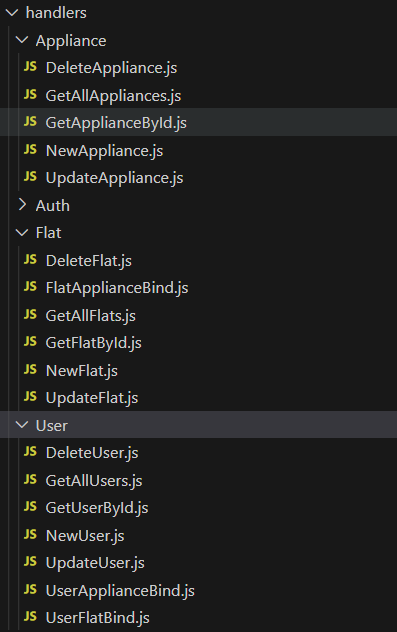 handlers
Appliance
JS DeleteAppliance.js
JS GetAllAppliances.js
JS GetApplianceById.js
JS NewAppliance.js
JS UpdateAppliance.js
Auth
Flat
JS DeleteFlat.js
JS FlatApplianceBind.js
JS GetAllFlats.js
JS GetFlatById.js
JS NewFlat.js
JS UpdateFlat.js
User
JS DeleteUser.js
JS GetAllUsers.js
JS GetUserById.js
JS NewUser.js
JS UpdateUser.js
JS UserApplianceBind.js
JS UserFlatBind.js